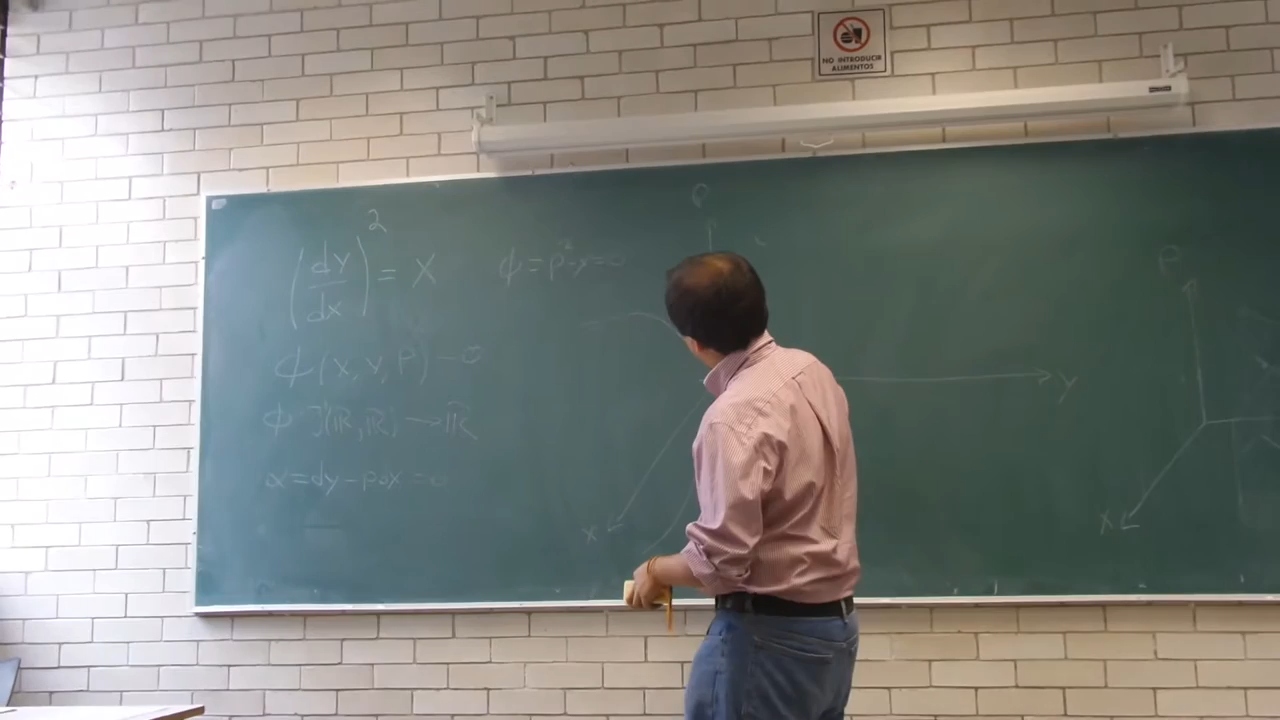 NO INTRODUCIR
ALIMENTOS
(dy/dx)² = x
ψ = p² - x = 0
ψ(x, y, p) = 0
ψ: J¹(ℝ, ℝ) → ℝ
α = dy - pdx = 0
y
x
P
x